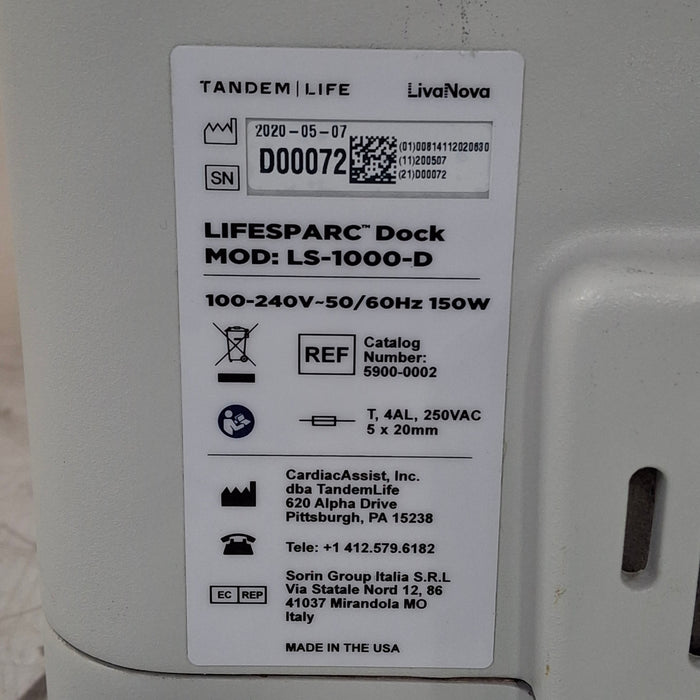 TANDEM|LIFE LivaNova
2020-05-07
SN D00072
(01)00814112020630
(11)200507
(21)D00072
LIFESPARC™ Dock
MOD: LS-1000-D
100-240V~50/60Hz 150W
REF Catalog
Number:
5900-0002
T, 4AL, 250VAC
5 x 20mm
CardiacAssist, Inc.
dba TandemLife
620 Alpha Drive
Pittsburgh, PA 15238
Tele: +1 412.579.6182
EC REP Sorin Group Italia S.R.L
Via Statale Nord 12, 86
41037 Mirandola MO
Italy
MADE IN THE USA